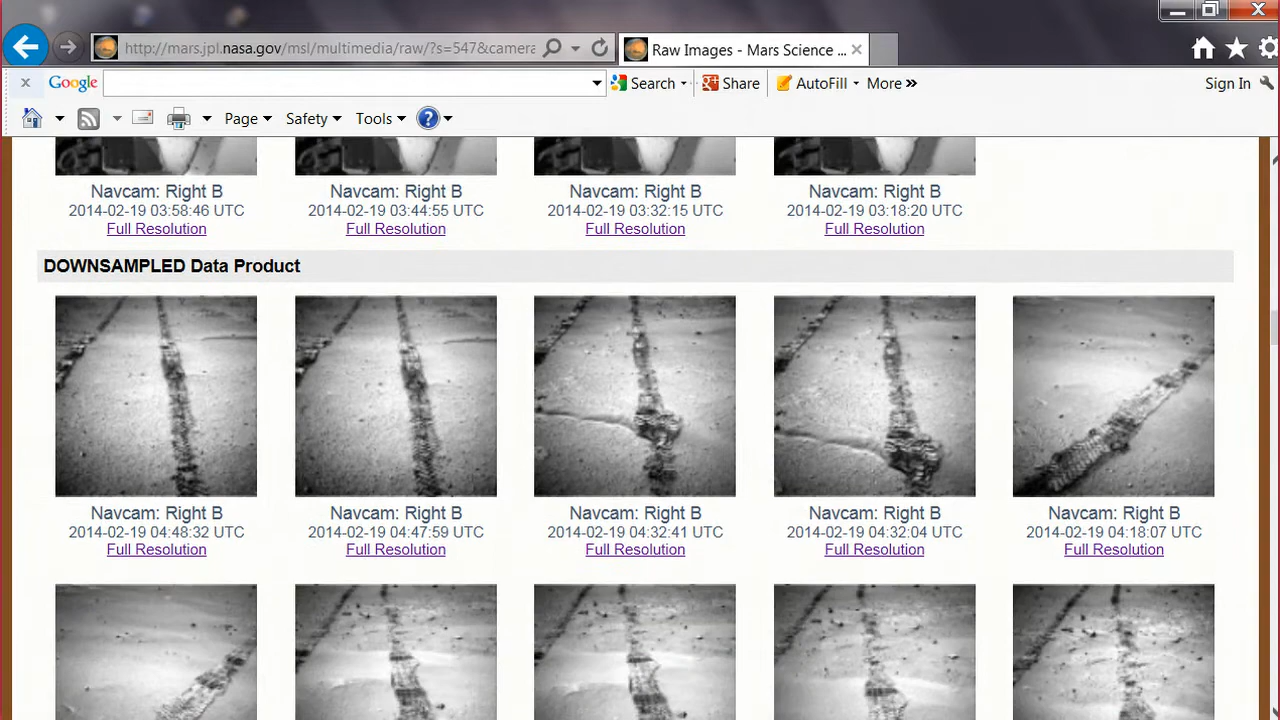 http://mars.jpl.nasa.gov/msl/multimedia/raw/?s=547&camera
Raw Images - Mars Science ...
x Google Search Share AutoFill More » Sign In
Page Safety Tools ?
Navcam: Right B Navcam: Right B Navcam: Right B Navcam: Right B
2014-02-19 03:58:46 UTC 2014-02-19 03:44:55 UTC 2014-02-19 03:32:15 UTC 2014-02-19 03:18:20 UTC
Full Resolution Full Resolution Full Resolution Full Resolution
DOWNSAMPLED Data Product
Navcam: Right B Navcam: Right B Navcam: Right B Navcam: Right B Navcam: Right B
2014-02-19 04:48:32 UTC 2014-02-19 04:47:59 UTC 2014-02-19 04:32:41 UTC 2014-02-19 04:32:04 UTC 2014-02-19 04:18:07 UTC
Full Resolution Full Resolution Full Resolution Full Resolution Full Resolution